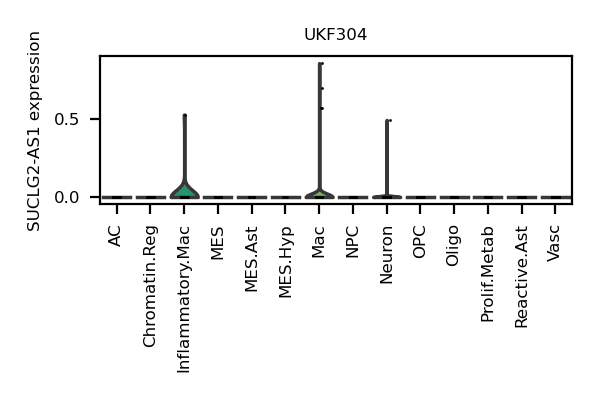 UKF304
SUCLG2-AS1 expression
0.5
0.0
AC
Chromatin.Reg
Inflammatory.Mac
MES
MES.Ast
MES.Hyp
Mac
NPC
Neuron
OPC
Oligo
Prolif.Metab
Reactive.Ast
Vasc